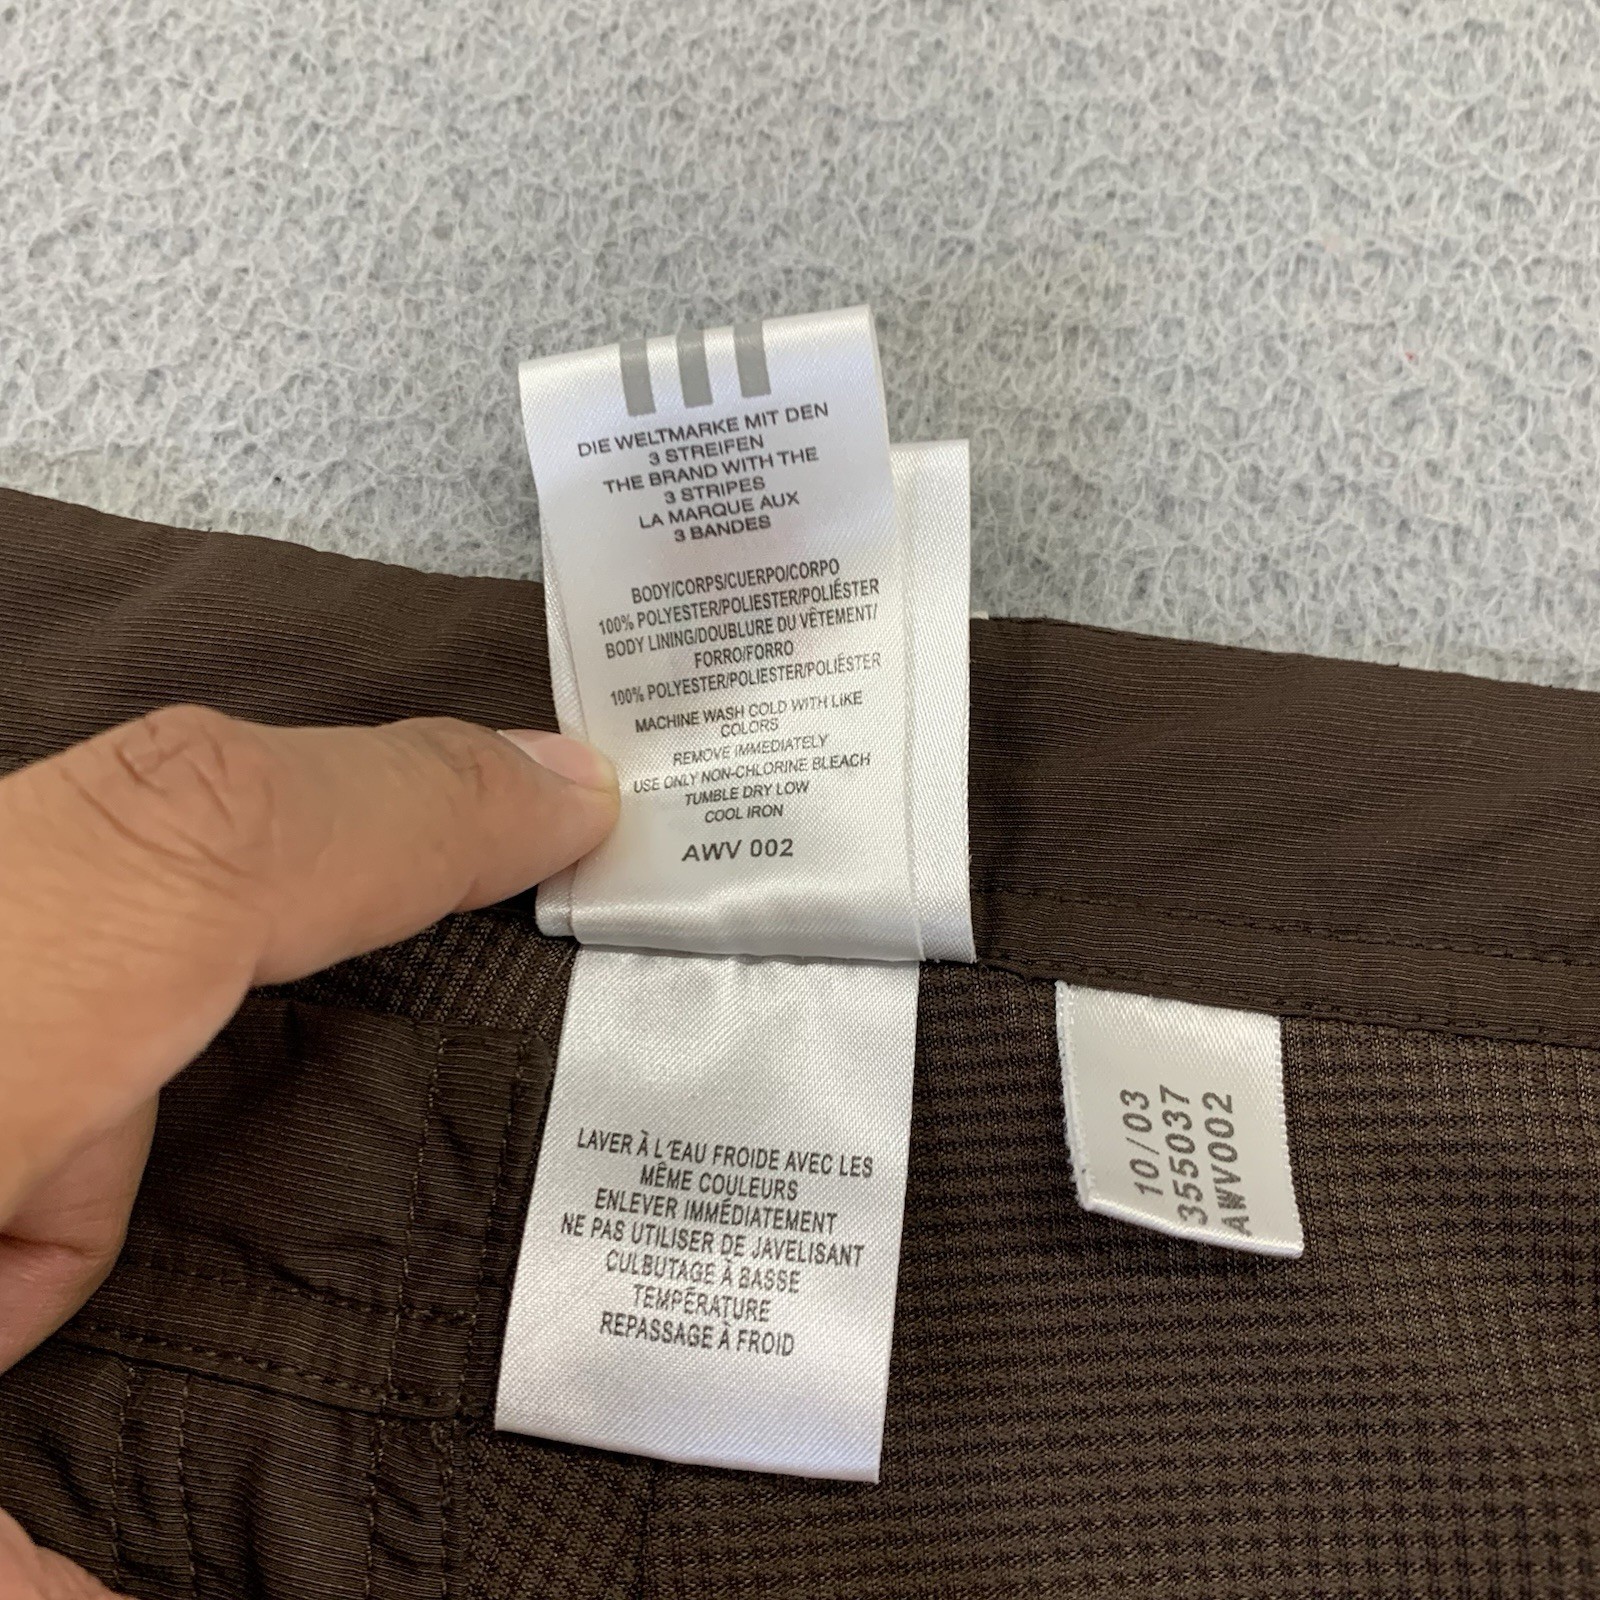 DIE WELTMARKE MIT DEN
3 STREIFEN
THE BRAND WITH THE
3 STRIPES
LA MARQUE AUX
3 BANDES
BODY/CORPS/CUERPO/CORPO
100% POLYESTER/POLIESTER/POLIÉSTER
BODY LINING/DOUBLURE DU VÊTEMENT/
FORRO/FORRO
100% POLYESTER/POLIESTER/POLIÉSTER
MACHINE WASH COLD WITH LIKE
COLORS
REMOVE IMMEDIATELY
USE ONLY NON-CHLORINE BLEACH
TUMBLE DRY LOW
COOL IRON
AWV 002
LAVER À L'EAU FROIDE AVEC LES
MÊME COULEURS
ENLEVER IMMÉDIATEMENT
NE PAS UTILISER DE JAVELISANT
CULBUTAGE À BASSE
TEMPÉRATURE
REPASSAGE À FROID
10/03
355037
AWV002